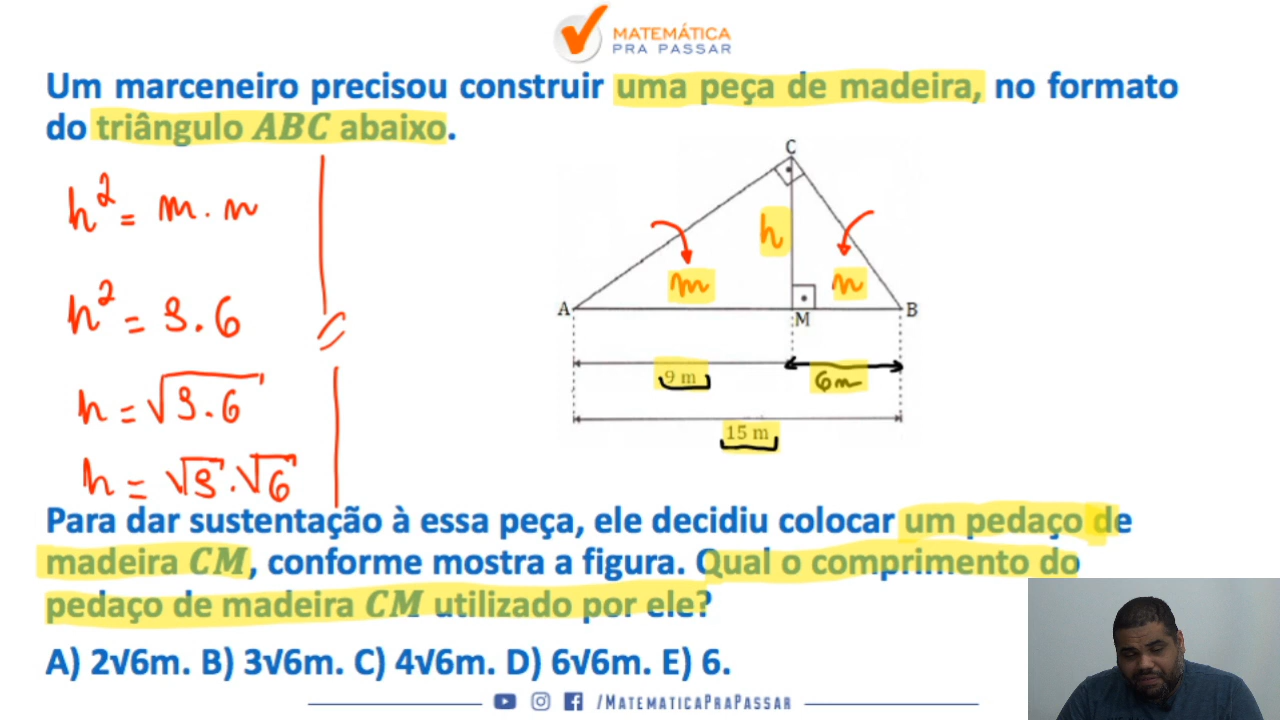 MATEMÁTICA
PRA PASSAR
Um marceneiro precisou construir uma peça de madeira, no formato
do triângulo ABC abaixo.
h² = m . n
h² = 9.6
h = √9.6
h = √9.√6
C
h
m
n
A
M
B
9 m
6m
15 m
Para dar sustentação à essa peça, ele decidiu colocar um pedaço de
madeira CM, conforme mostra a figura. Qual o comprimento do
pedaço de madeira CM utilizado por ele?
A) 2√6m. B) 3√6m. C) 4√6m. D) 6√6m. E) 6.
/MATEMATICAPRAPASSAR